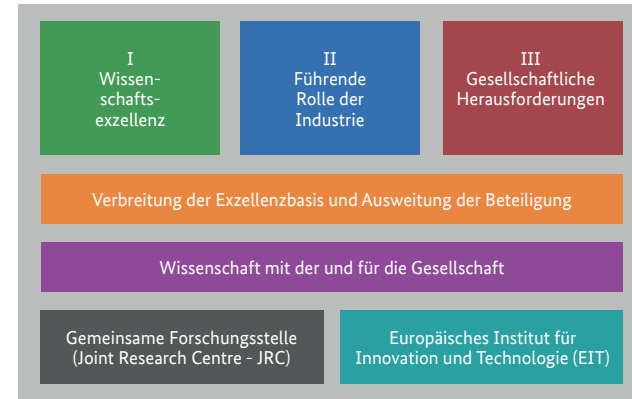 I
Wissen-
schafts-
exzellenz
II
Führende
Rolle der
Industrie
III
Gesellschaftliche
Herausforderungen
Verbreitung der Exzellenzbasis und Ausweitung der Beteiligung
Wissenschaft mit der und für die Gesellschaft
Gemeinsame Forschungsstelle
(Joint Research Centre - JRC)
Europäisches Institut für
Innovation und Technologie (EIT)